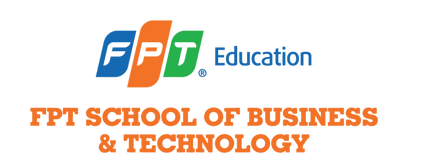 FPT® Education
FPT SCHOOL OF BUSINESS
& TECHNOLOGY